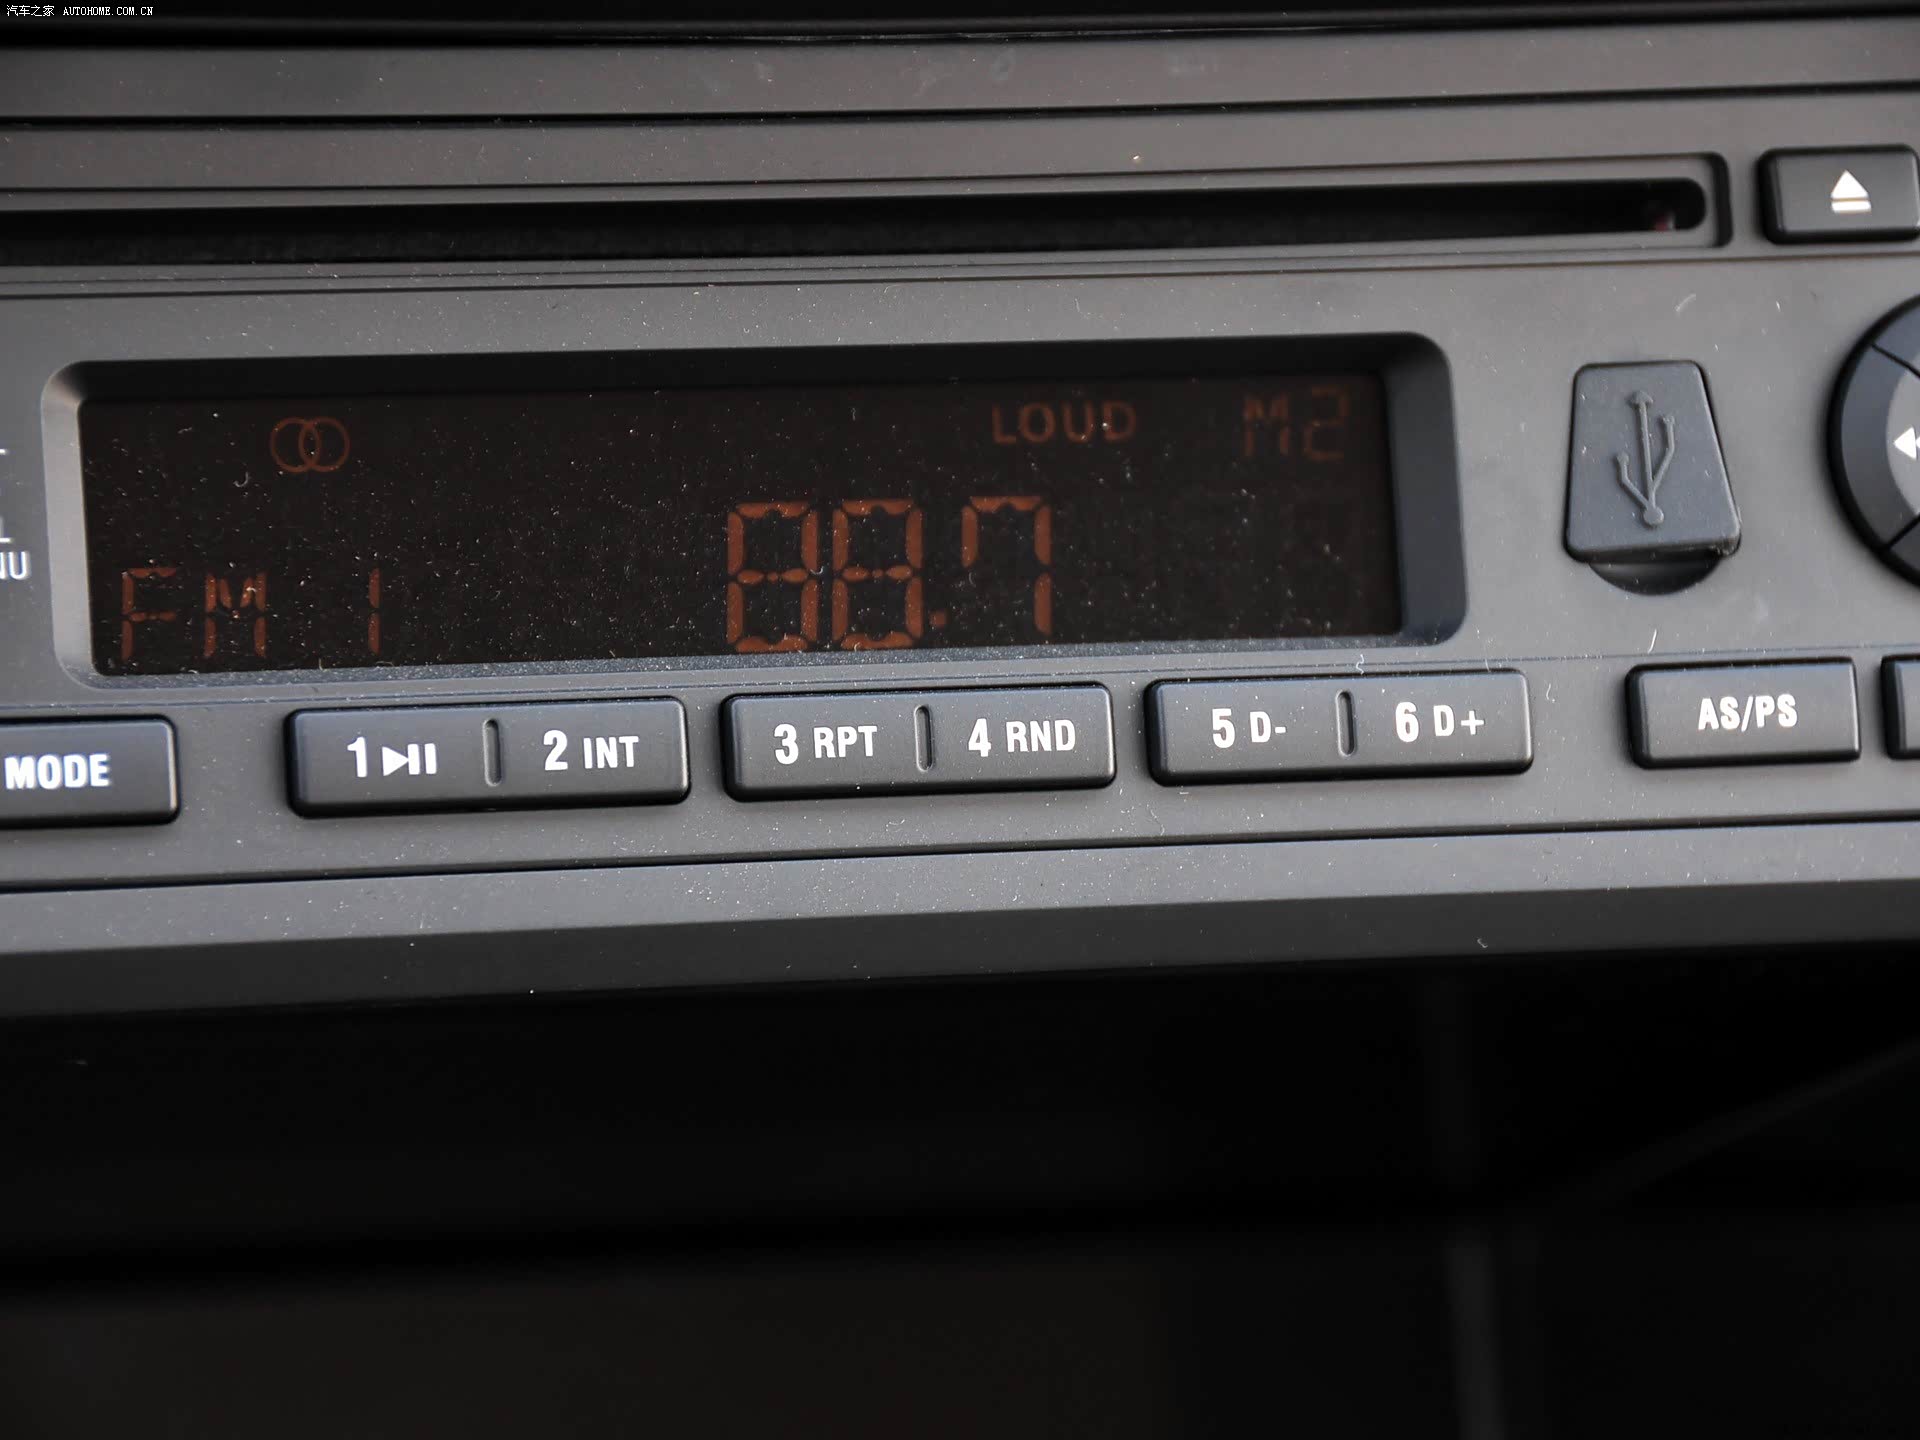 汽车之家 AUTOHOME.COM.CN
LOUD M2
FM 1 88.7
NU
MODE 1 2 INT 3 RPT 4 RND 5 D- 6 D+ AS/PS